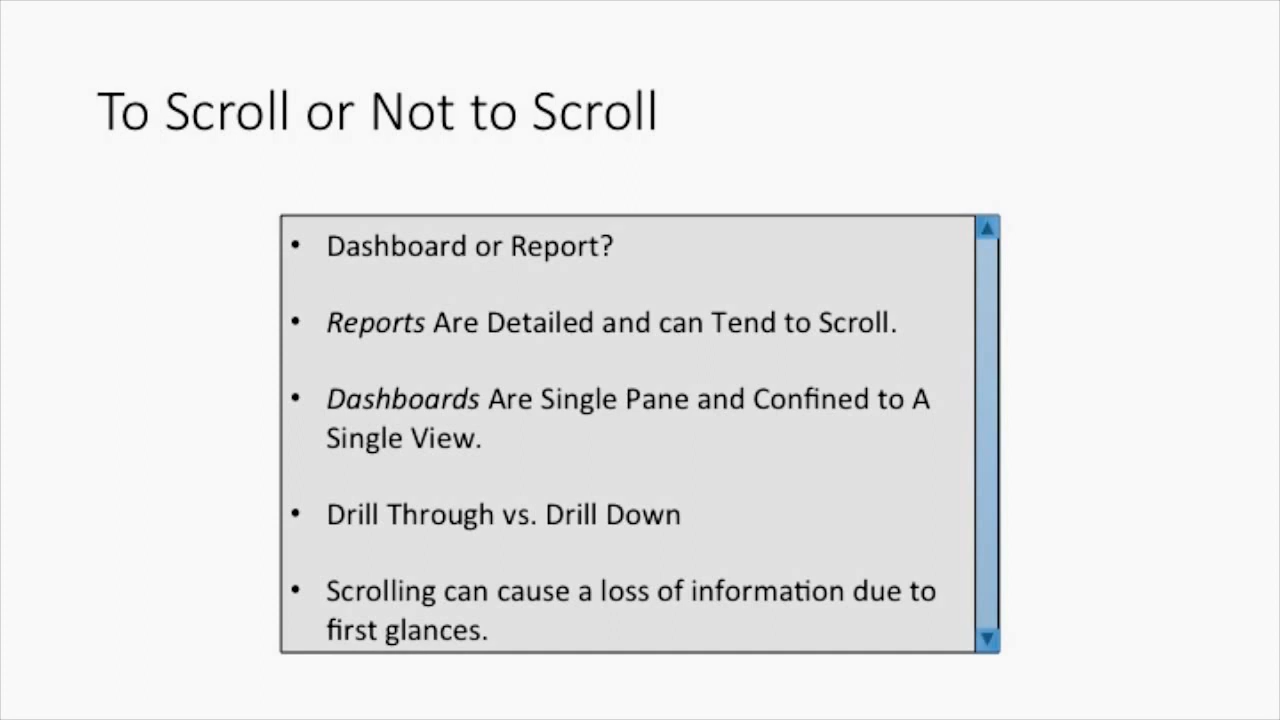 To Scroll or Not to Scroll
• Dashboard or Report?
• Reports Are Detailed and can Tend to Scroll.
• Dashboards Are Single Pane and Confined to A
Single View.
• Drill Through vs. Drill Down
• Scrolling can cause a loss of information due to
first glances.